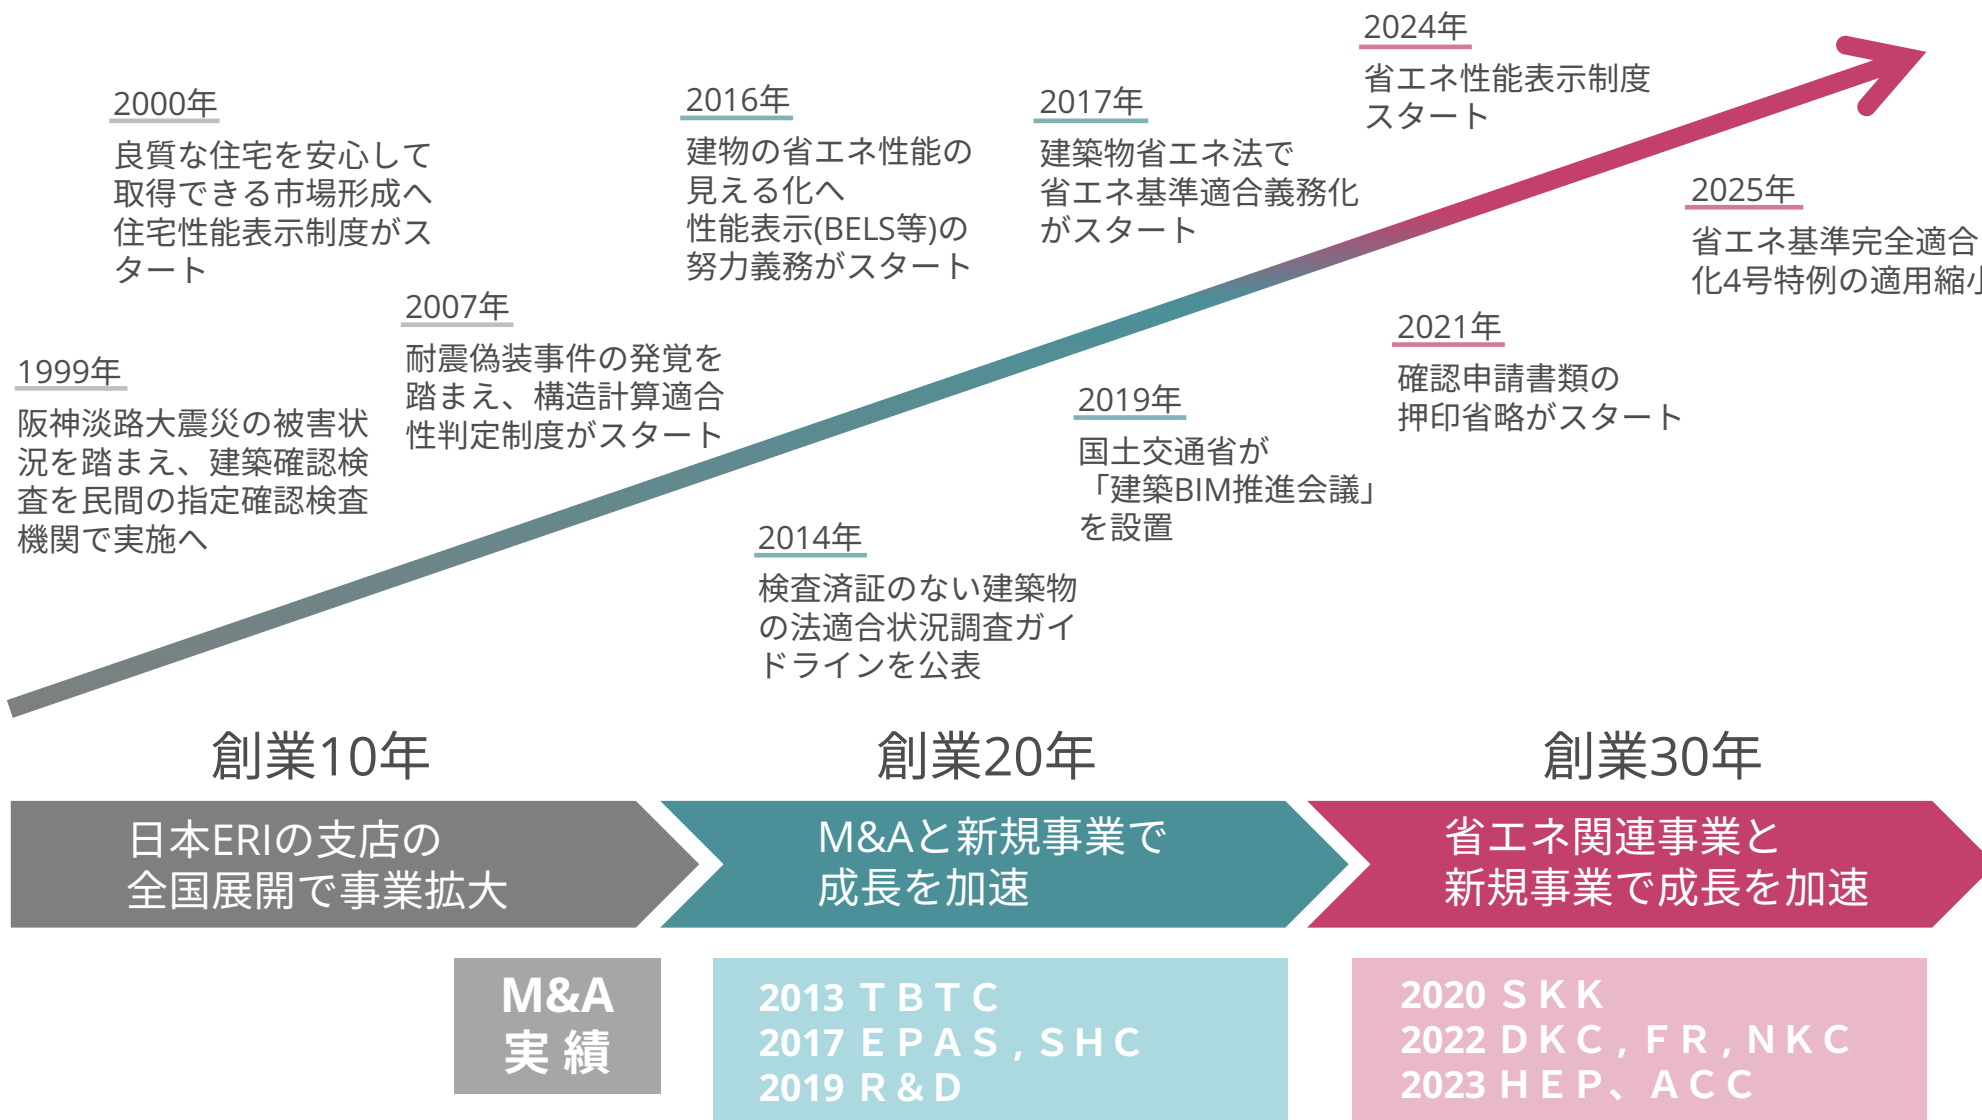 1999年
阪神淡路大震災の被害状
況を踏まえ、建築確認検
査を民間の指定確認検査
機関で実施へ
2000年
良質な住宅を安心して
取得できる市場形成へ
住宅性能表示制度がス
タート
2007年
耐震偽装事件の発覚を
踏まえ、構造計算適合
性判定制度がスタート
2014年
検査済証のない建築物
の法適合状況調査ガイ
ドラインを公表
2016年
建物の省エネ性能の
見える化へ
性能表示(BELS等)の
努力義務がスタート
2017年
建築物省エネ法で
省エネ基準適合義務化
がスタート
2019年
国土交通省が
「建築BIM推進会議」
を設置
2021年
確認申請書類の
押印省略がスタート
2024年
省エネ性能表示制度
スタート
2025年
省エネ基準完全適合
化4号特例の適用縮小
創業10年
日本ERIの支店の
全国展開で事業拡大
創業20年
M&Aと新規事業で
成長を加速
創業30年
省エネ関連事業と
新規事業で成長を加速
M&A
実 績
2013 ＴＢＴＣ
2017 ＥＰＡＳ,ＳＨＣ
2019 Ｒ&Ｄ
2020 ＳＫＫ
2022 ＤＫＣ,ＦＲ,ＮＫＣ
2023 ＨＥＰ、ＡＣＣ